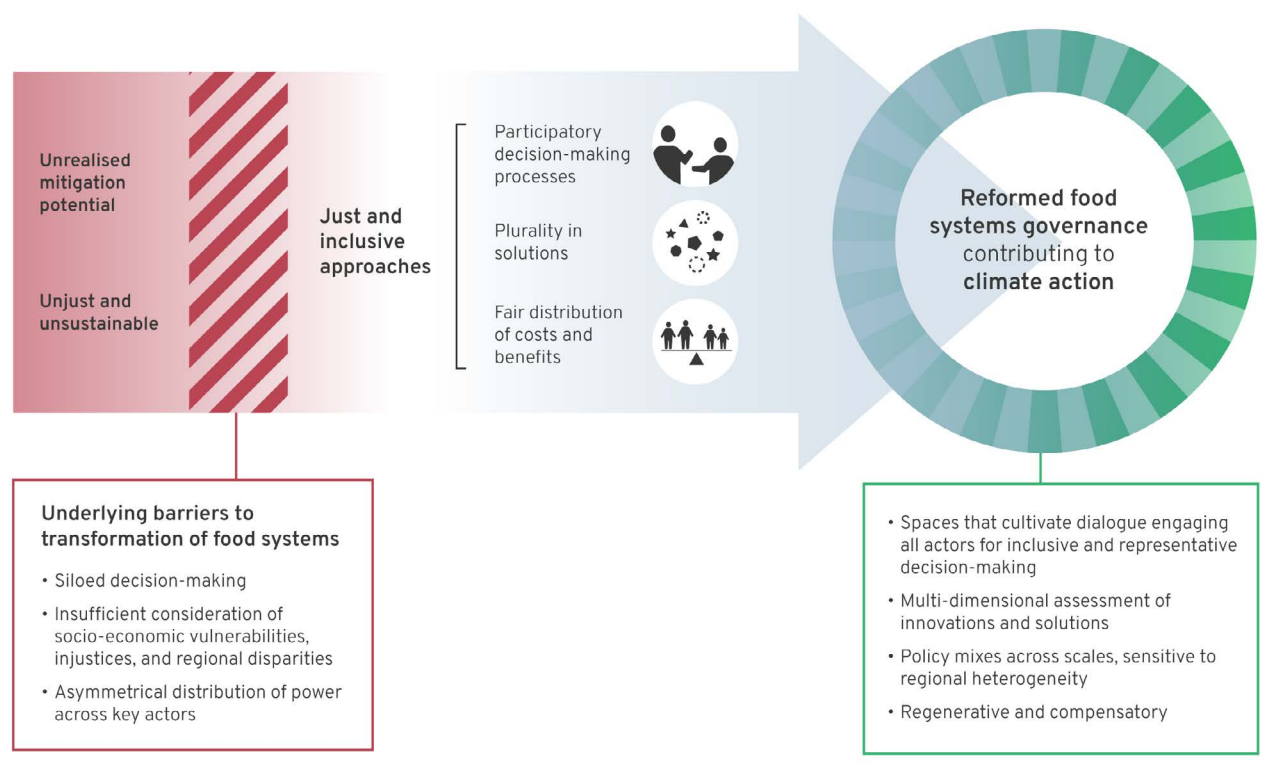 Unrealised
mitigation
potential
Unjust and
unsustainable
Just and
inclusive
approaches
Participatory
decision-making
processes
Plurality in
solutions
Fair distribution
of costs and
benefits
Reformed food
systems governance
contributing to
climate action
Underlying barriers to
transformation of food systems
• Siloed decision-making
• Insufficient consideration of
socio-economic vulnerabilities,
injustices, and regional disparities
• Asymmetrical distribution of power
across key actors
• Spaces that cultivate dialogue engaging
all actors for inclusive and representative
decision-making
• Multi-dimensional assessment of
innovations and solutions
• Policy mixes across scales, sensitive to
regional heterogeneity
• Regenerative and compensatory